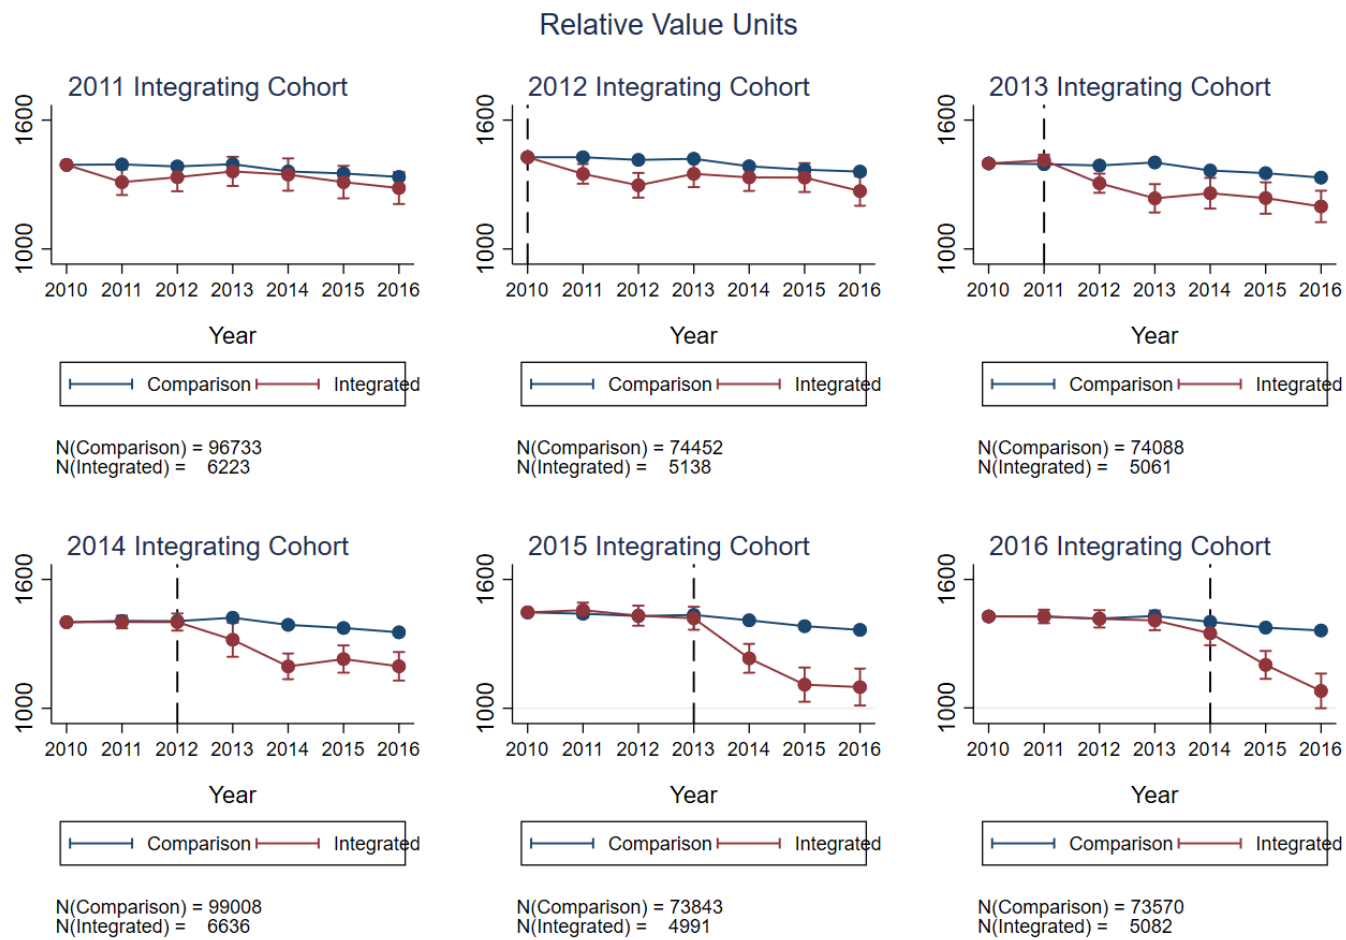 Relative Value Units
2011 Integrating Cohort
1600
1000
2010 2011 2012 2013 2014 2015 2016
Year
Comparison Integrated
N(Comparison) = 96733
N(Integrated) = 6223
2012 Integrating Cohort
1600
1000
2010 2011 2012 2013 2014 2015 2016
Year
Comparison Integrated
N(Comparison) = 74452
N(Integrated) = 5138
2013 Integrating Cohort
1600
1000
2010 2011 2012 2013 2014 2015 2016
Year
Comparison Integrated
N(Comparison) = 74088
N(Integrated) = 5061
2014 Integrating Cohort
1600
1000
2010 2011 2012 2013 2014 2015 2016
Year
Comparison Integrated
N(Comparison) = 99008
N(Integrated) = 6636
2015 Integrating Cohort
1600
1000
2010 2011 2012 2013 2014 2015 2016
Year
Comparison Integrated
N(Comparison) = 73843
N(Integrated) = 4991
2016 Integrating Cohort
1600
1000
2010 2011 2012 2013 2014 2015 2016
Year
Comparison Integrated
N(Comparison) = 73570
N(Integrated) = 5082